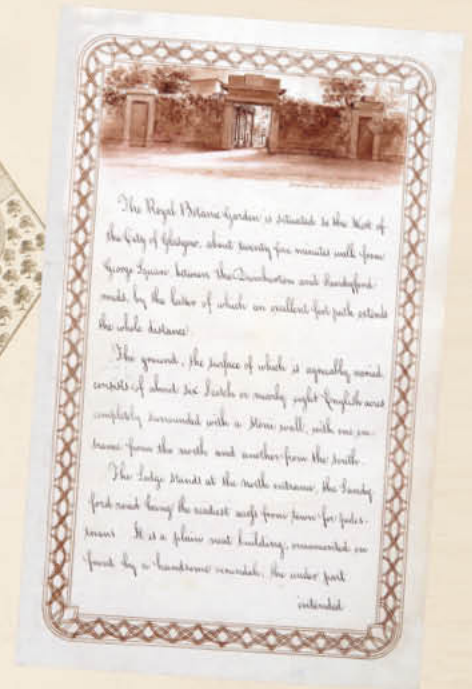 The Royal Botanic Garden is situated to the West of
the City of Glasgow, about twenty five minutes walk from
George Square between the Dumbarton and Sandyford
roads, by the latter of which an excellent foot path extends
the whole distance.
The ground, the surface of which is agreeably varied
consists of about six Scotch or nearly eight English acres
completely surrounded with a Stone wall, with one en-
trance from the north and another from the south.
The Lodge stands at the north entrance, the Sandy
ford road being the readiest way from town for pedes-
trians. It is a plain neat building, ornamented in
front by a handsome verandah, the under part
intended